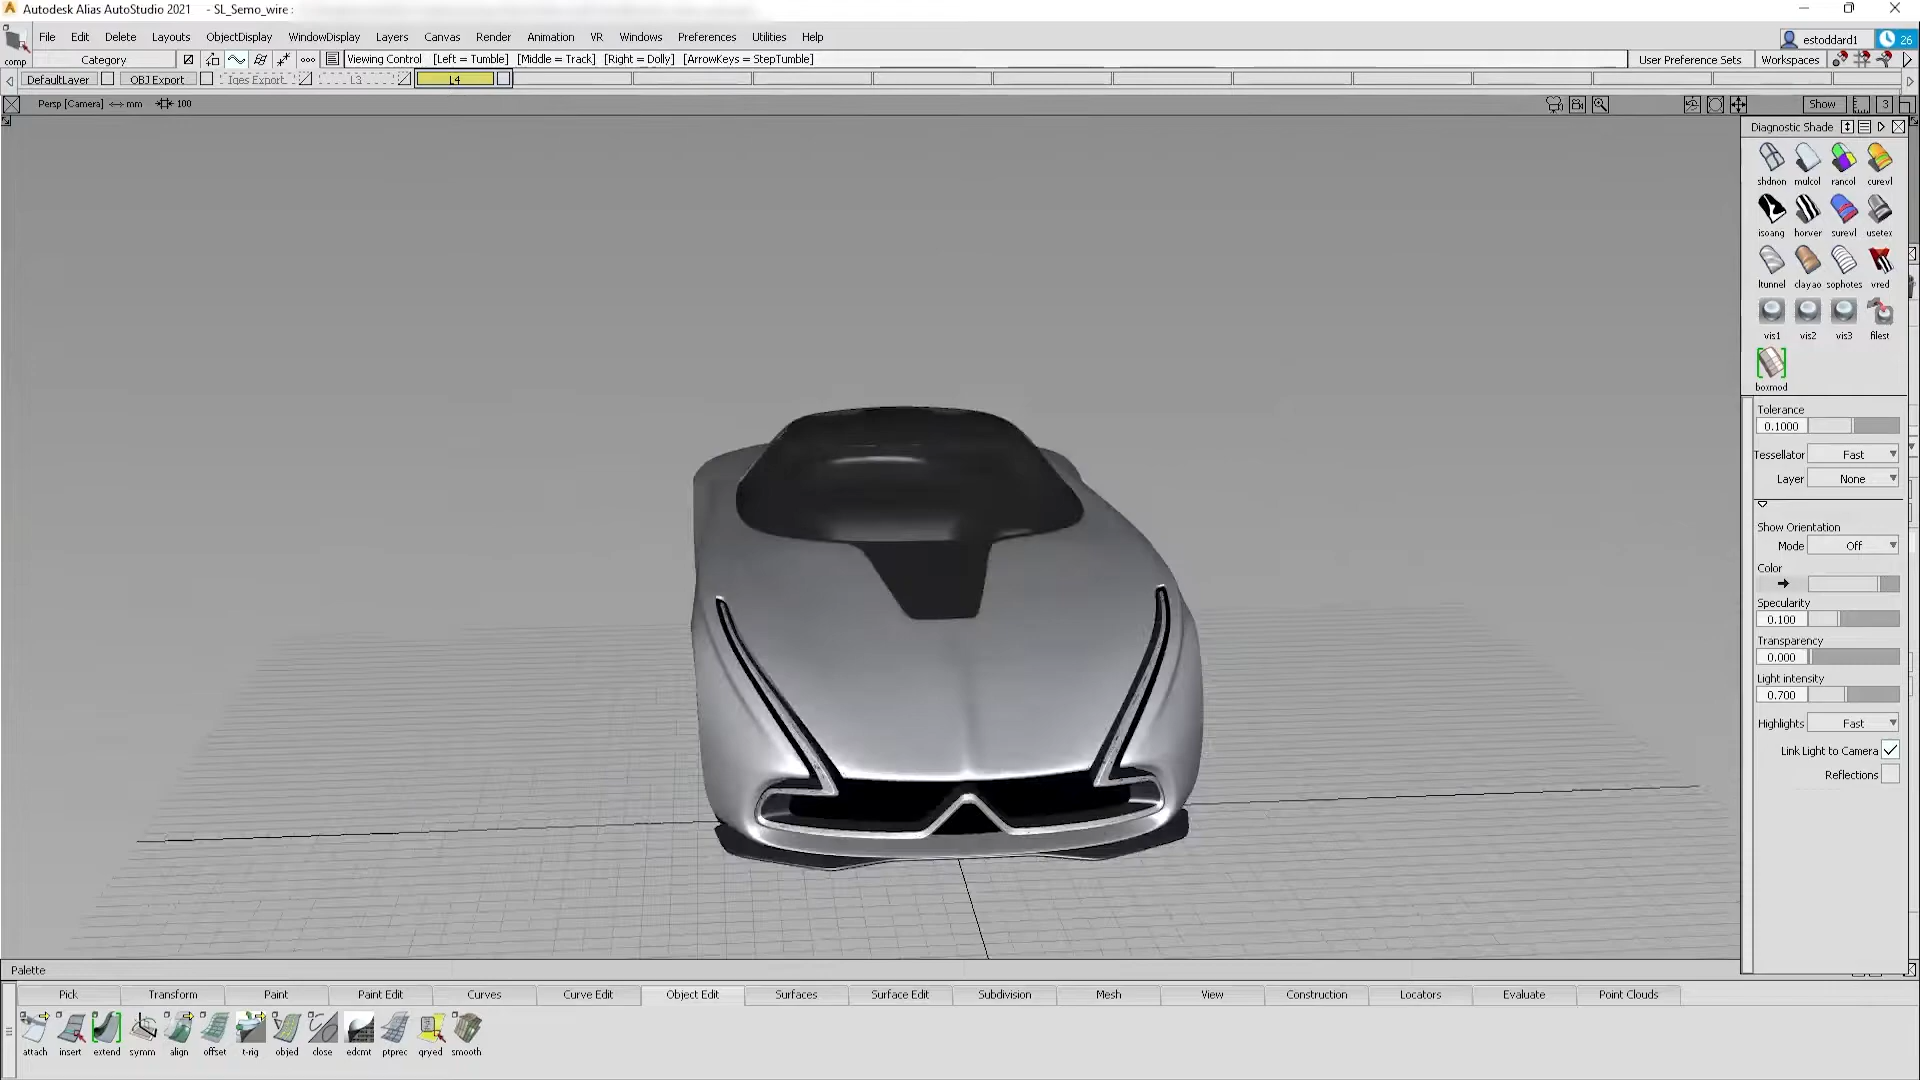 Autodesk Alias AutoStudio 2021 - SL_Semo_wire :
File Edit Delete Layouts ObjectDisplay WindowDisplay Layers Canvas Render Animation VR Windows Preferences Utilities Help
estoddard1 26
comp
Category Viewing Control [Left = Tumble] [Middle = Track] [Right = Dolly] [ArrowKeys = StepTumble] User Preference Sets Workspaces
DefaultLayer OBJ Export Iges Export L3 L4
Persp [Camera] <-> mm 100 Show 3
Diagnostic Shade
shdnon mulcol rancol curevl
isoang horver surevl usetex
ltunnel clayao sophotes vred
vis1 vis2 vis3 filest
boxmod
Tolerance
0.1000
Tessellator Fast
Layer None
Show Orientation
Mode Off
Color
Specularity
0.100
Transparency
0.000
Light intensity
0.700
Highlights Fast
Link Light to Camera
Reflections
Palette
Pick Transform Paint Paint Edit Curves Curve Edit Object Edit Surfaces Surface Edit Subdivision Mesh View Construction Locators Evaluate Point Clouds
attach insert extend symm align offset t-rig objed close edcmt ptprec qryed smooth